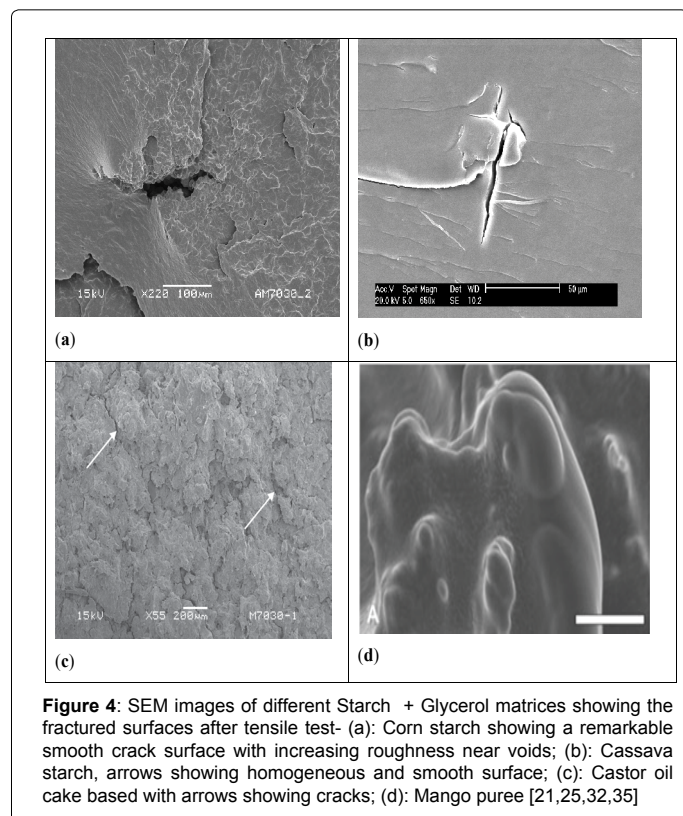 15kV X220 100µm AM7030_2
(a)
Acc.V Spot Magn Det WD 50 µm
20.0 kV 5.0 650x SE 10.2
(b)
15kV X55 200µm M7030-1
(c)
A
(d)
Figure 4: SEM images of different Starch + Glycerol matrices showing the
fractured surfaces after tensile test- (a): Corn starch showing a remarkable
smooth crack surface with increasing roughness near voids; (b): Cassava
starch, arrows showing homogeneous and smooth surface; (c): Castor oil
cake based with arrows showing cracks; (d): Mango puree [21,25,32,35]